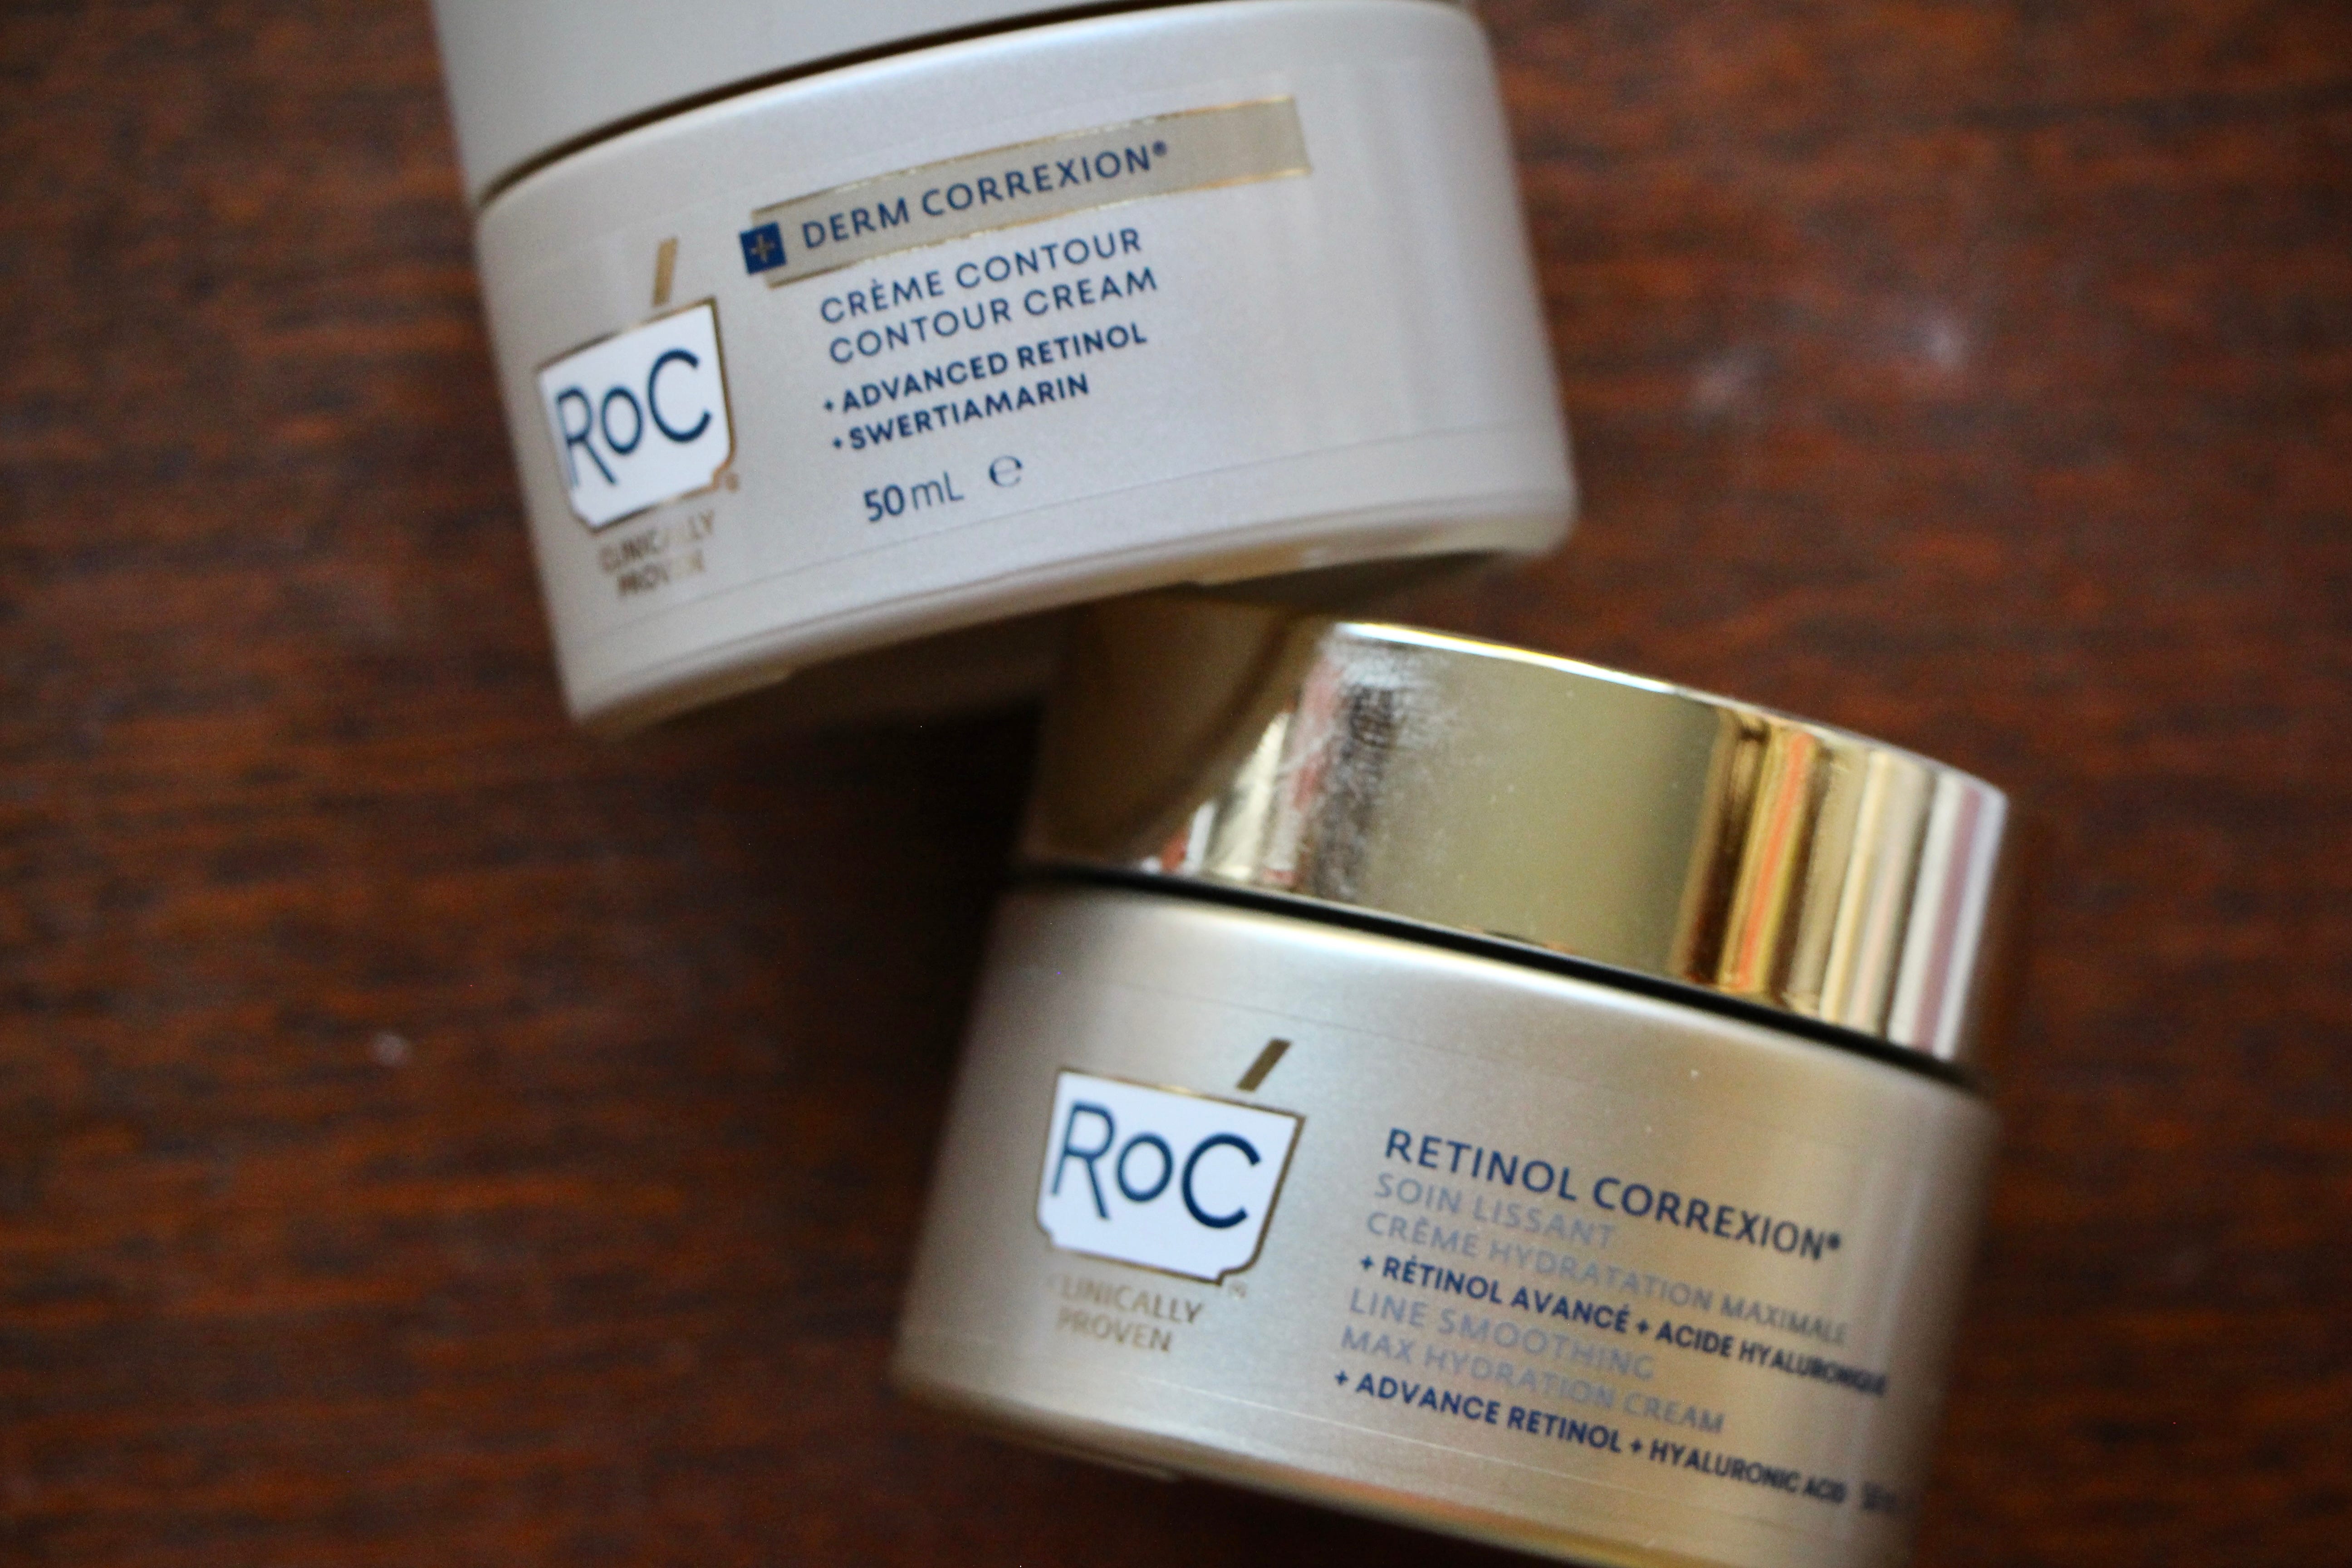 + DERM CORREXION®
CRÈME CONTOUR
CONTOUR CREAM
+ ADVANCED RETINOL
+ SWERTIAMARIN
50 mL ℮
RoC®
CLINICALLY
PROVEN
RoC®
CLINICALLY
PROVEN
RETINOL CORREXION®
SOIN LISSANT
CRÈME HYDRATATION MAXIMALE
+ RÉTINOL AVANCÉ + ACIDE HYALURONIQUE
LINE SMOOTHING
MAX HYDRATION CREAM
+ ADVANCE RETINOL + HYALURONIC ACID